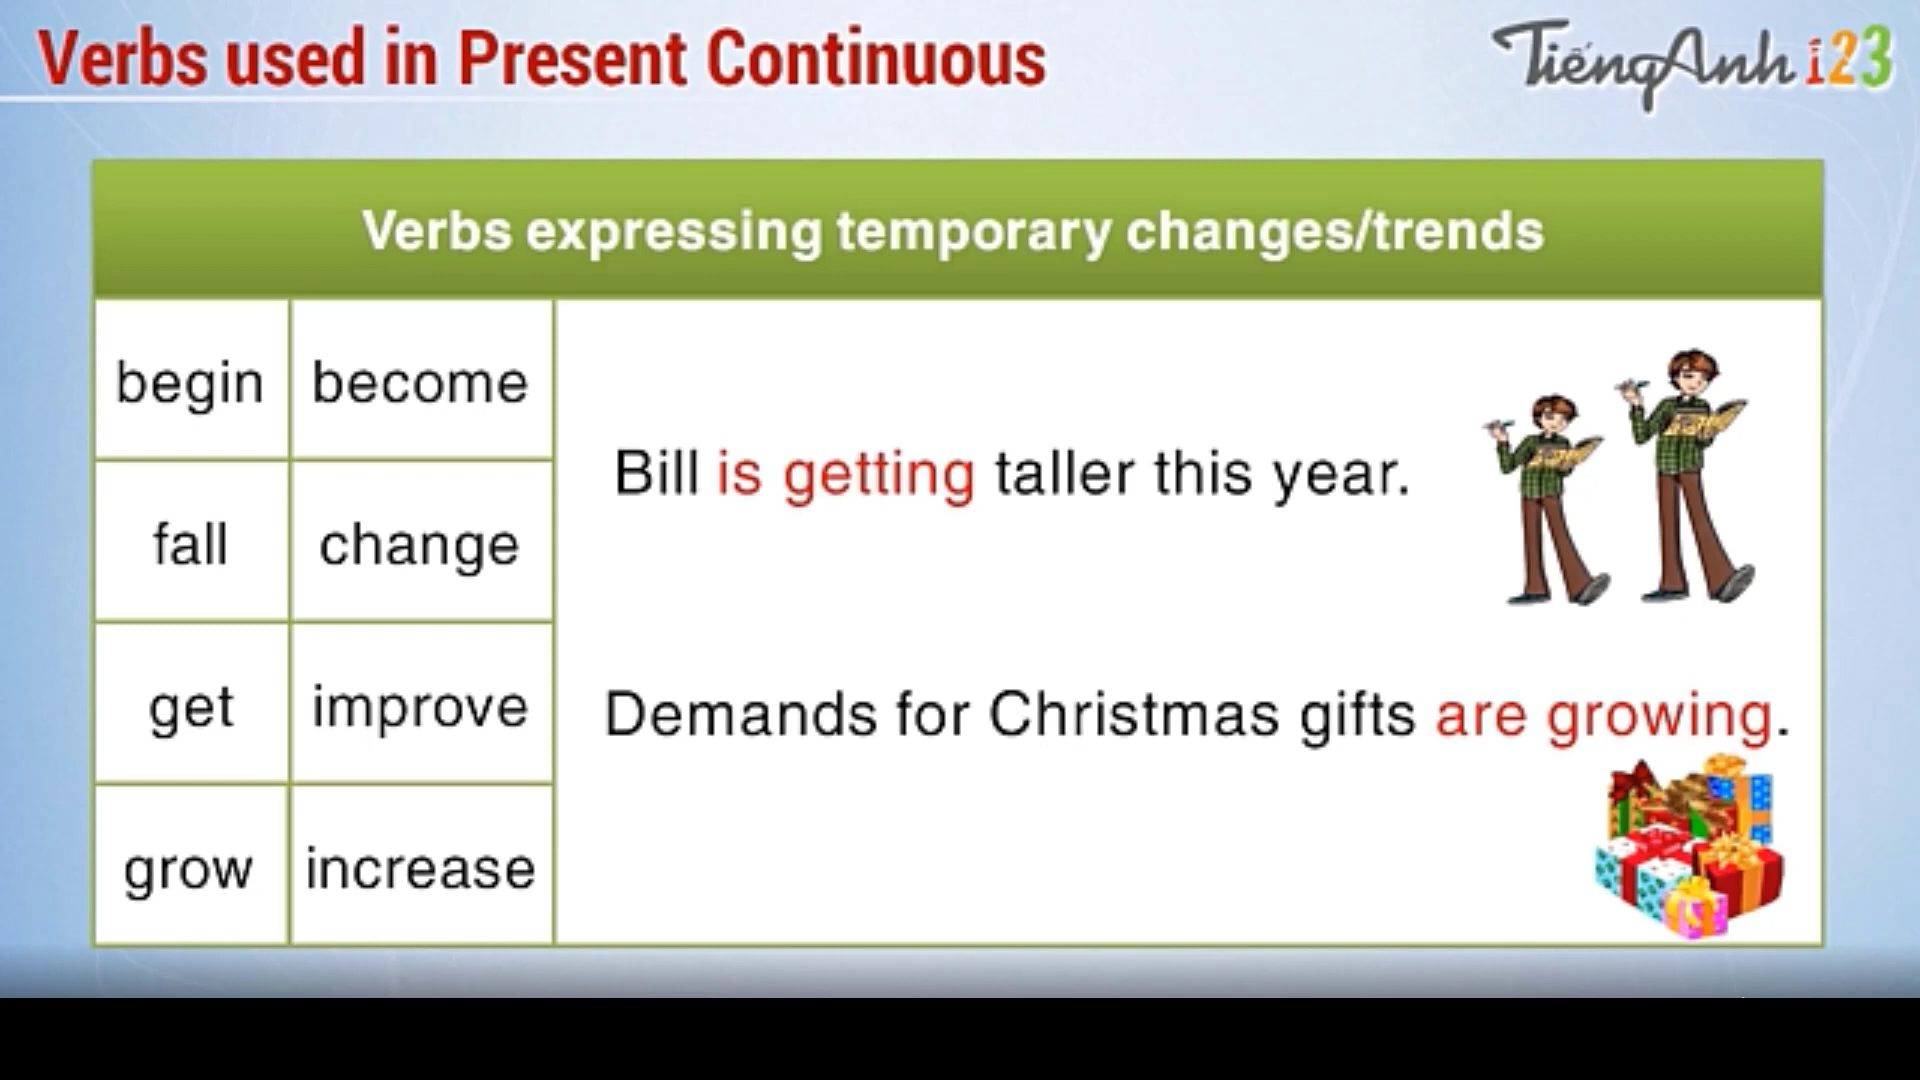 Verbs used in Present Continuous
TiếngAnh123
Verbs expressing temporary changes/trends
begin become
fall change
get improve
grow increase
Bill is getting taller this year.
Demands for Christmas gifts are growing.